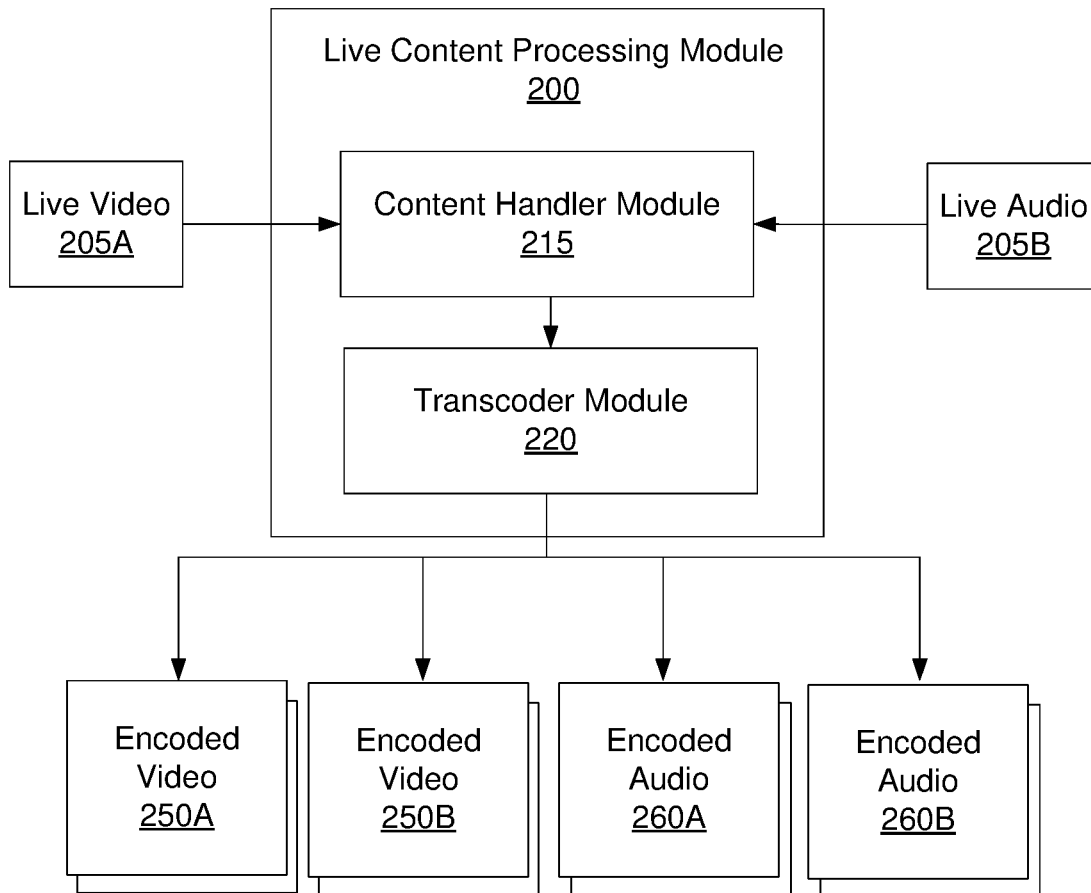 Live Content Processing Module
200
Live Video
205A
Content Handler Module
215
Live Audio
205B
Transcoder Module
220
Encoded
Video
250A
Encoded
Video
250B
Encoded
Audio
260A
Encoded
Audio
260B